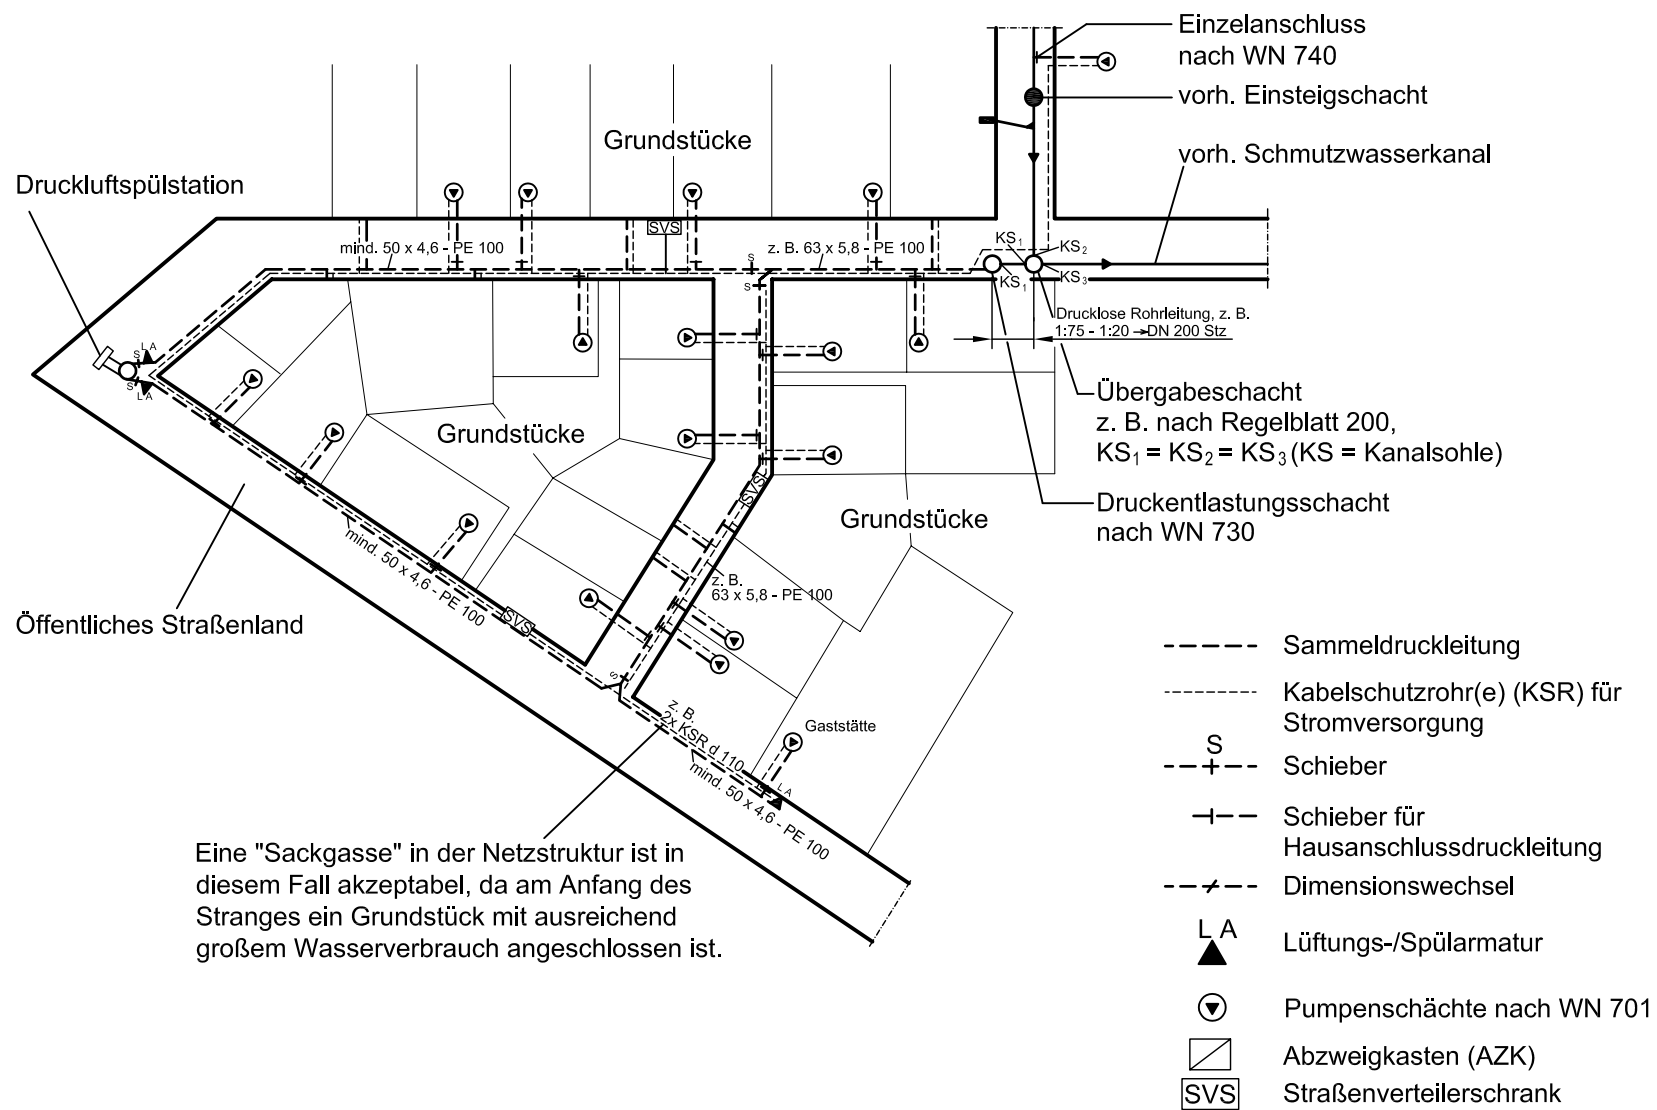 Einzelanschluss
nach WN 740
vorh. Einsteigschacht
vorh. Schmutzwasserkanal
Grundstücke
Druckluftspülstation
SVS
mind. 50 x 4,6 - PE 100
z. B. 63 x 5,8 - PE 100
KS₁
KS₂
KS₁
KS₃
S
S
Drucklose Rohrleitung, z. B.
1:75 - 1:20 → DN 200 Stz
S
L A
S
L A
Übergabeschacht
z. B. nach Regelblatt 200,
KS₁ = KS₂ = KS₃ (KS = Kanalsohle)
Grundstücke
SVS
Druckentlastungsschacht
nach WN 730
Grundstücke
mind. 50 x 4,6 - PE 100
z. B.
63 x 5,8 - PE 100
SVS
Öffentliches Straßenland
S
z. B.
2x KSR d 110
Gaststätte
mind. 50 x 4,6 - PE 100
L A
Eine "Sackgasse" in der Netzstruktur ist in
diesem Fall akzeptabel, da am Anfang des
Stranges ein Grundstück mit ausreichend
großem Wasserverbrauch angeschlossen ist.
Sammeldruckleitung
Kabelschutzrohr(e) (KSR) für
Stromversorgung
S
Schieber
Schieber für
Hausanschlussdruckleitung
Dimensionswechsel
L A
Lüftungs-/Spülarmatur
Pumpenschächte nach WN 701
Abzweigkasten (AZK)
SVS Straßenverteilerschrank